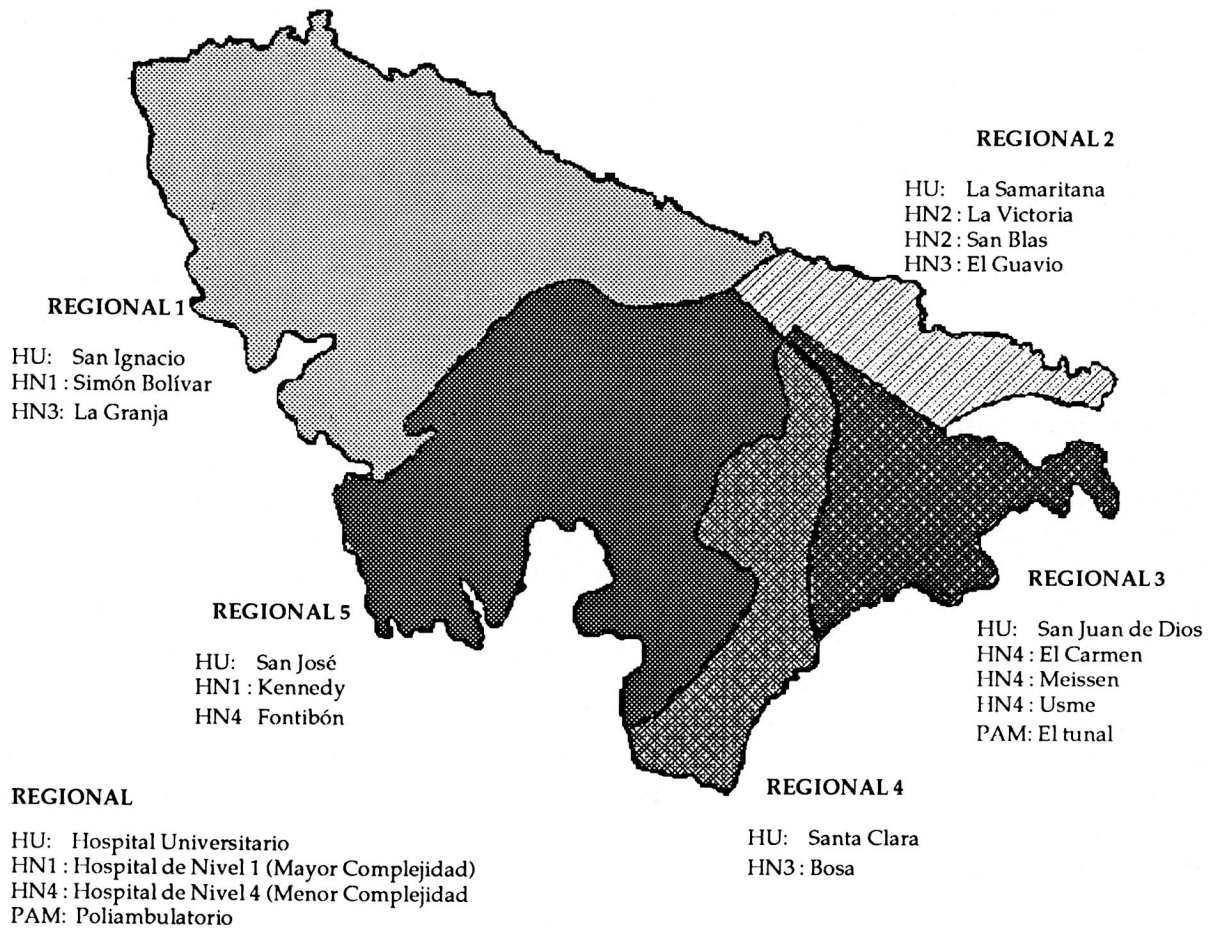 REGIONAL 2
HU: La Samaritana
HN2 : La Victoria
HN2 : San Blas
HN3 : El Guavio
REGIONAL 1
HU: San Ignacio
HN1 : Simón Bolívar
HN3: La Granja
REGIONAL 5
HU: San José
HN1 : Kennedy
HN4 Fontibón
REGIONAL 3
HU: San Juan de Dios
HN4 : El Carmen
HN4 : Meissen
HN4 : Usme
PAM: El tunal
REGIONAL 4
HU: Santa Clara
HN3 : Bosa
REGIONAL
HU: Hospital Universitario
HN1 : Hospital de Nivel 1 (Mayor Complejidad)
HN4 : Hospital de Nivel 4 (Menor Complejidad
PAM: Poliambulatorio